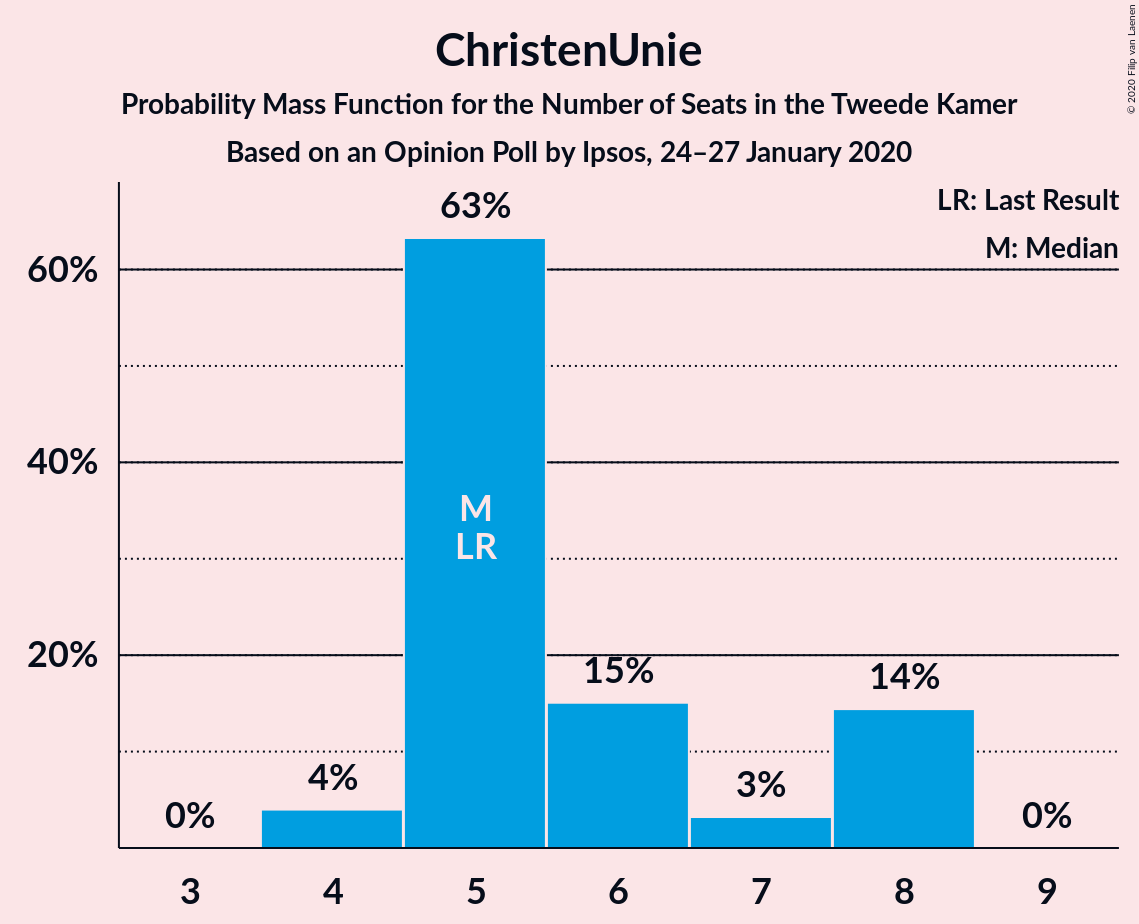 ChristenUnie
Probability Mass Function for the Number of Seats in the Tweede Kamer
Based on an Opinion Poll by Ipsos, 24–27 January 2020
© 2020 Filip van Laenen
LR: Last Result
M: Median
60%
40%
20%
0%
4%
63%
M
LR
15%
3%
14%
0%
3 4 5 6 7 8 9